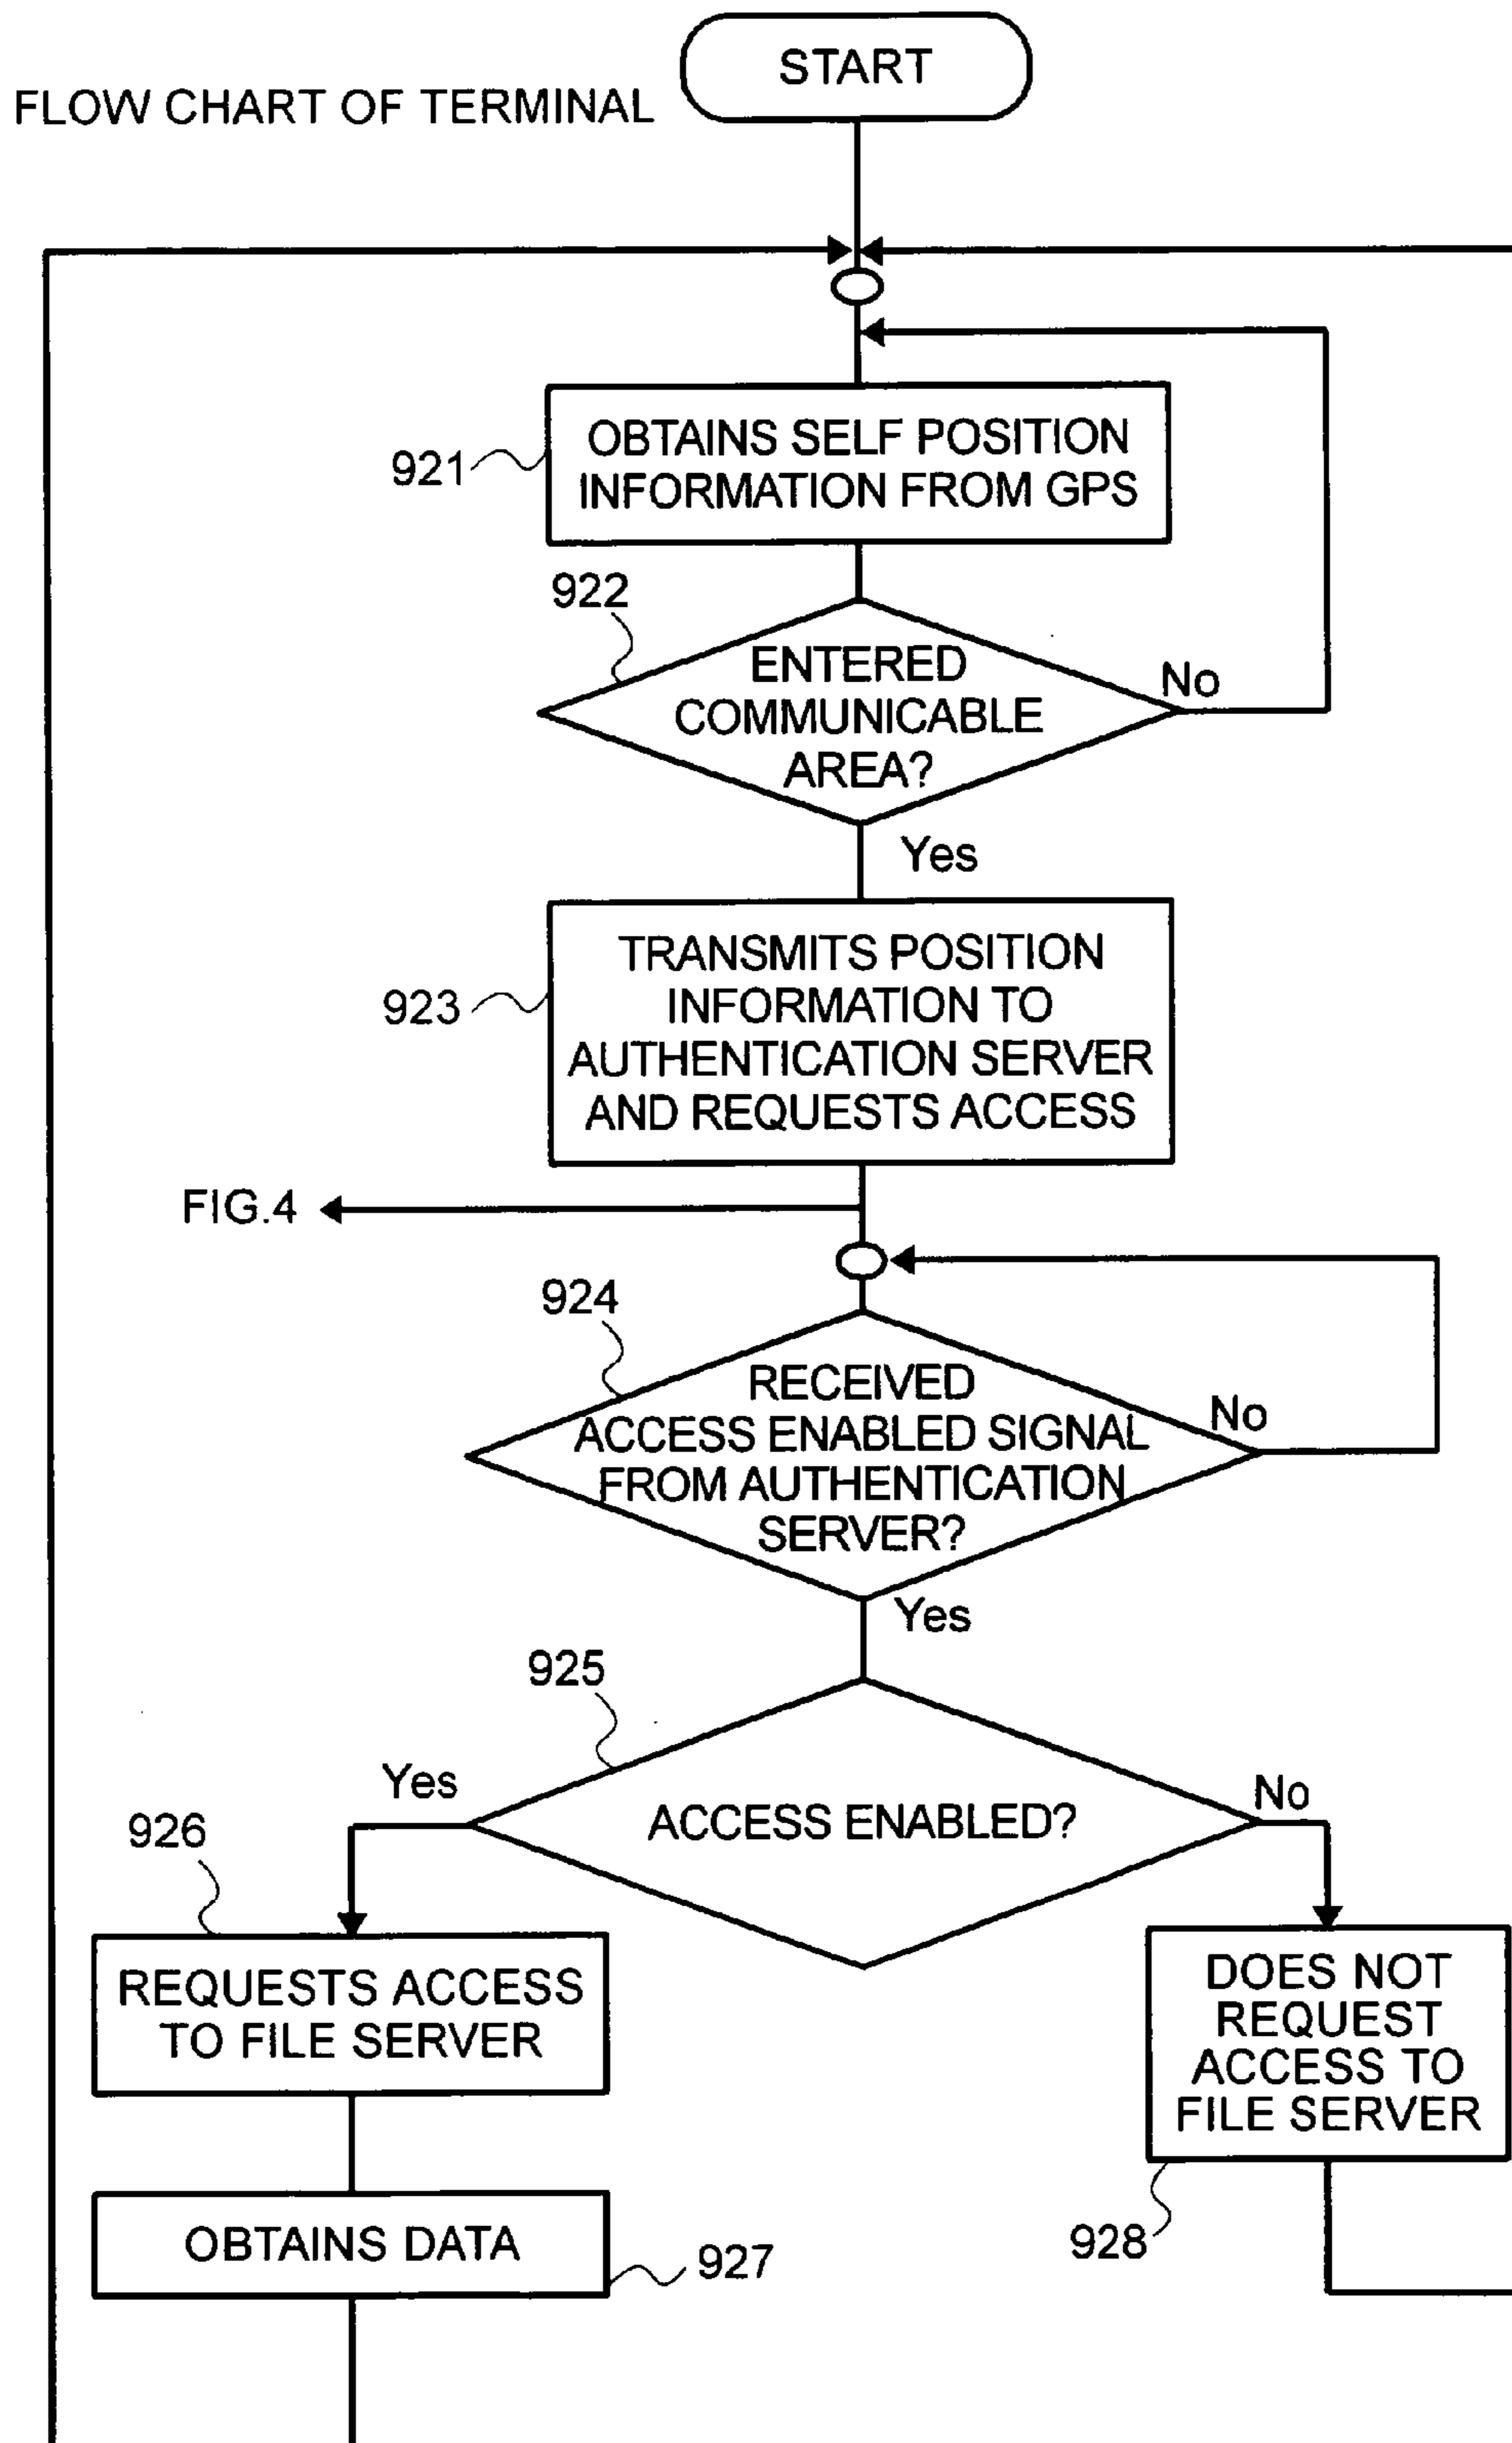 START
FLOW CHART OF TERMINAL
921
OBTAINS SELF POSITION
INFORMATION FROM GPS
922
ENTERED
COMMUNICABLE
AREA?
No
Yes
923
TRANSMITS POSITION
INFORMATION TO
AUTHENTICATION SERVER
AND REQUESTS ACCESS
FIG.4
924
RECEIVED
ACCESS ENABLED SIGNAL
FROM AUTHENTICATION
SERVER?
No
Yes
925
ACCESS ENABLED?
Yes
No
926
REQUESTS ACCESS
TO FILE SERVER
DOES NOT
REQUEST
ACCESS TO
FILE SERVER
928
OBTAINS DATA
927